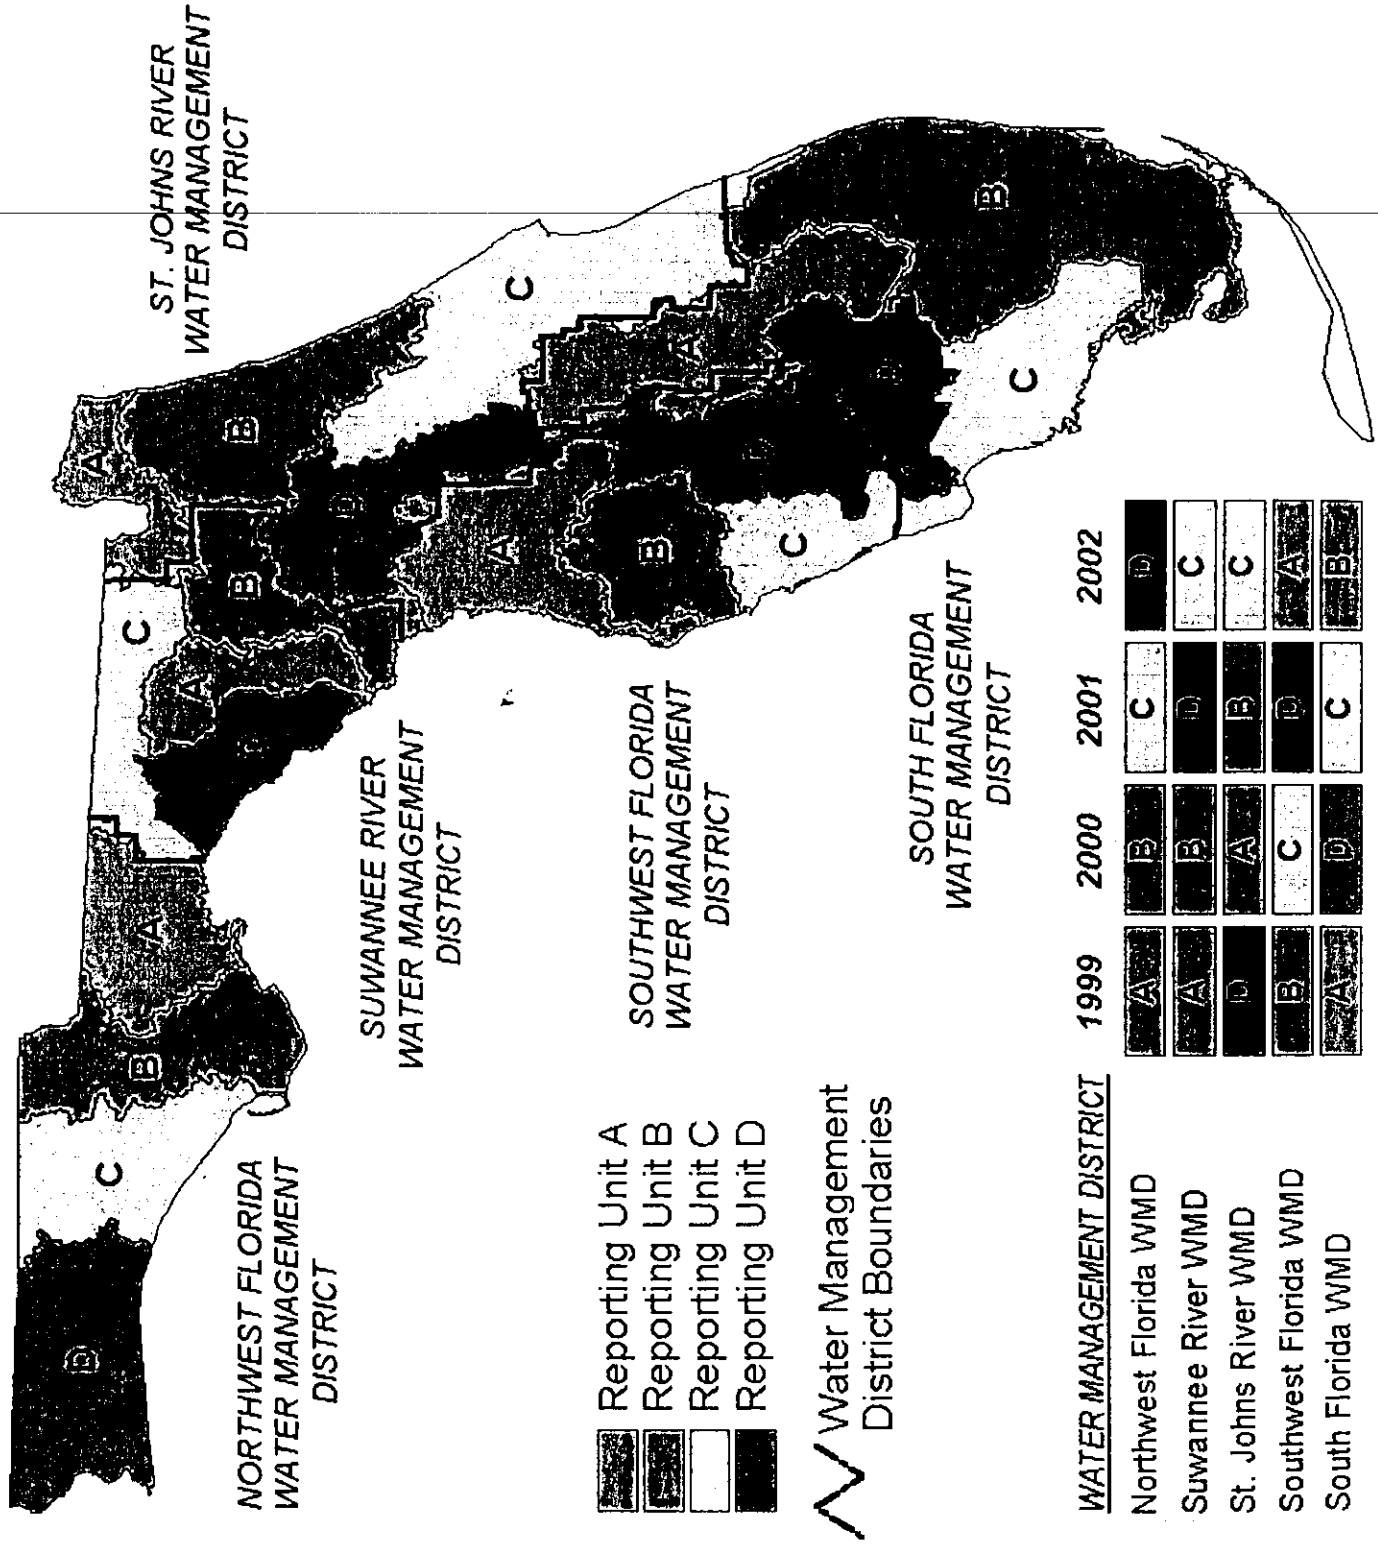 D
C
B
A
C
A
NORTHWEST FLORIDA
WATER MANAGEMENT
DISTRICT
ST. JOHNS RIVER
WATER MANAGEMENT
DISTRICT
A
D
B
B
D
D
SUWANNEE RIVER
WATER MANAGEMENT
DISTRICT
A
C
B
A
D
C
SOUTHWEST FLORIDA
WATER MANAGEMENT
DISTRICT
D
B
C
SOUTH FLORIDA
WATER MANAGEMENT
DISTRICT
Reporting Unit A
Reporting Unit B
Reporting Unit C
Reporting Unit D
Water Management
District Boundaries
WATER MANAGEMENT DISTRICT 1999 2000 2001 2002
Northwest Florida WMD A B C D
Suwannee River WMD A B D C
St. Johns River WMD D A B C
Southwest Florida WMD B C D A
South Florida WMD A D C B